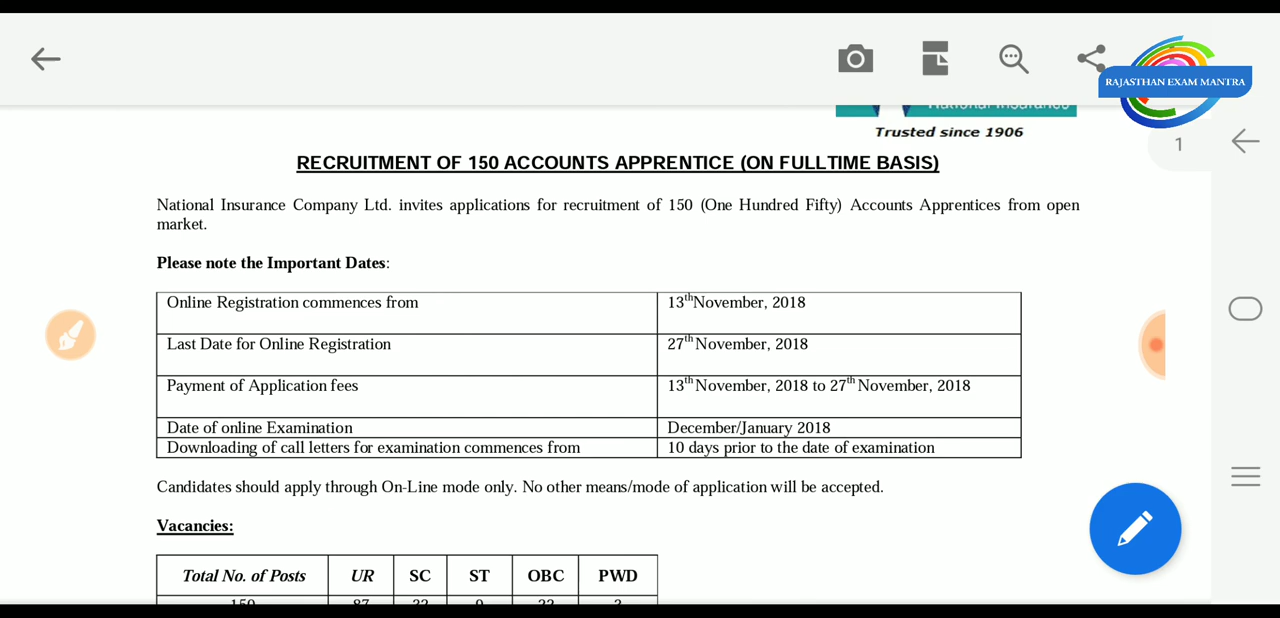 RAJASTHAN EXAM MANTRA
National Insurance
Trusted since 1906
1
RECRUITMENT OF 150 ACCOUNTS APPRENTICE (ON FULLTIME BASIS)
National Insurance Company Ltd. invites applications for recruitment of 150 (One Hundred Fifty) Accounts Apprentices from open
market.
Please note the Important Dates:
Online Registration commences from 13th November, 2018
Last Date for Online Registration 27th November, 2018
Payment of Application fees 13th November, 2018 to 27th November, 2018
Date of online Examination December/January 2018
Downloading of call letters for examination commences from 10 days prior to the date of examination
Candidates should apply through On-Line mode only. No other means/mode of application will be accepted.
Vacancies:
Total No. of Posts UR SC ST OBC PWD
150 87